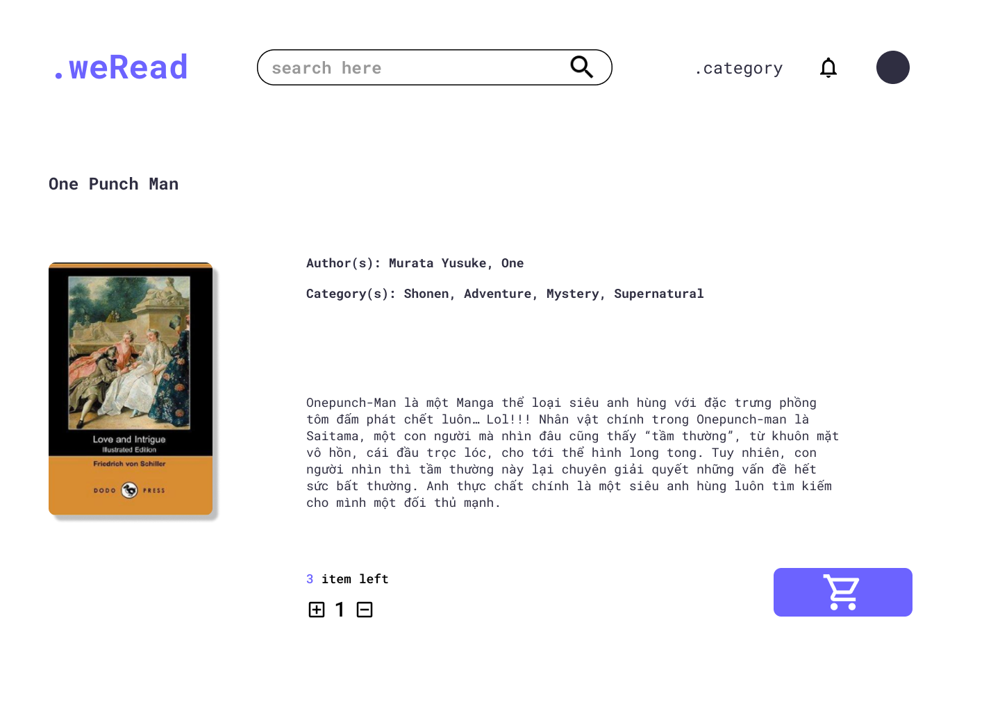 .weRead
search here
.category
One Punch Man
Author(s): Murata Yusuke, One
Category(s): Shonen, Adventure, Mystery, Supernatural
Love and Intrigue
Illustrated Edition
Friedrich von Schiller
DODO PRESS
Onepunch-Man là một Manga thể loại siêu anh hùng với đặc trưng phồng
tôm đấm phát chết luôn… Lol!!! Nhân vật chính trong Onepunch-man là
Saitama, một con người mà nhìn đâu cũng thấy “tầm thường”, từ khuôn mặt
vô hồn, cái đầu trọc lóc, cho tới thể hình long tong. Tuy nhiên, con
người nhìn thì tầm thường này lại chuyên giải quyết những vấn đề hết
sức bất thường. Anh thực chất chính là một siêu anh hùng luôn tìm kiếm
cho mình một đối thủ mạnh.
3 item left
1